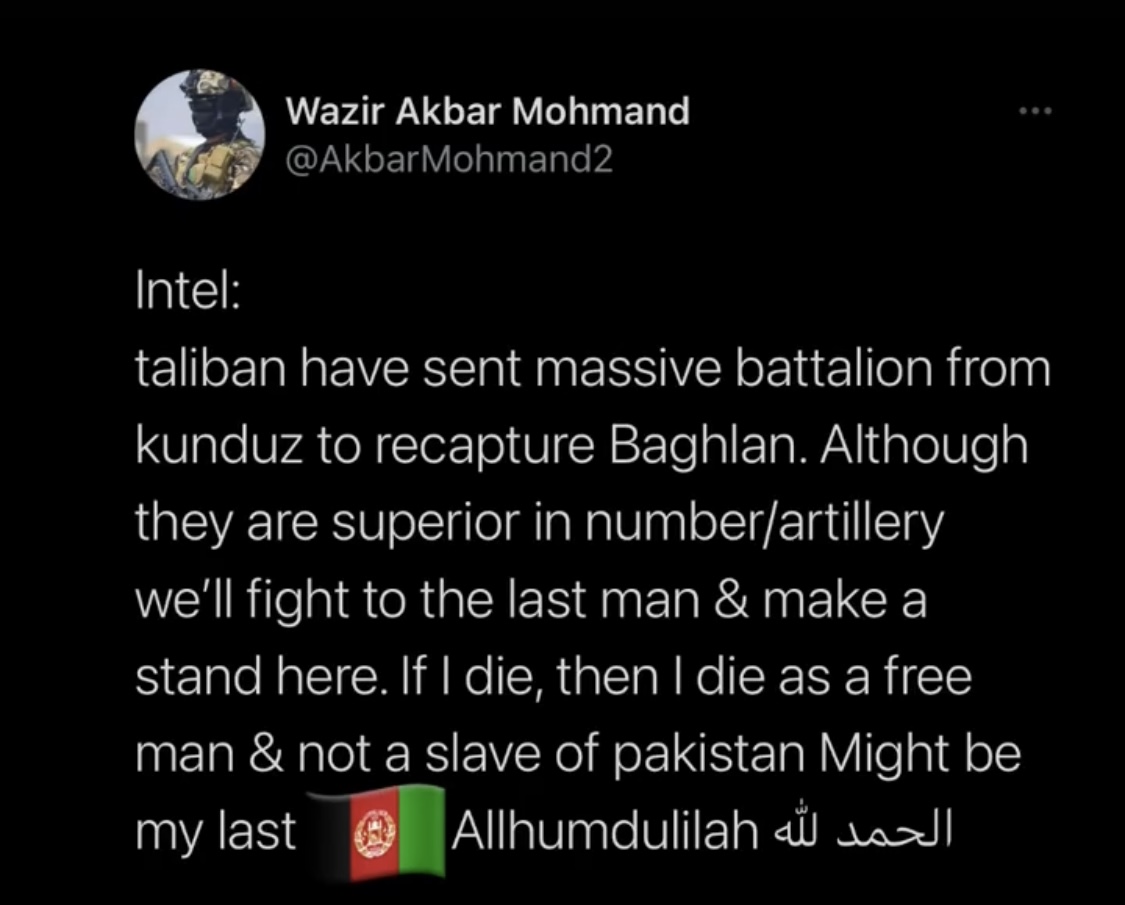 Wazir Akbar Mohmand
@AkbarMohmand2
Intel:
taliban have sent massive battalion from
kunduz to recapture Baghlan. Although
they are superior in number/artillery
we'll fight to the last man & make a
stand here. If I die, then I die as a free
man & not a slave of pakistan Might be
my last 🇦🇫 Allhumdulilah الحمد لله